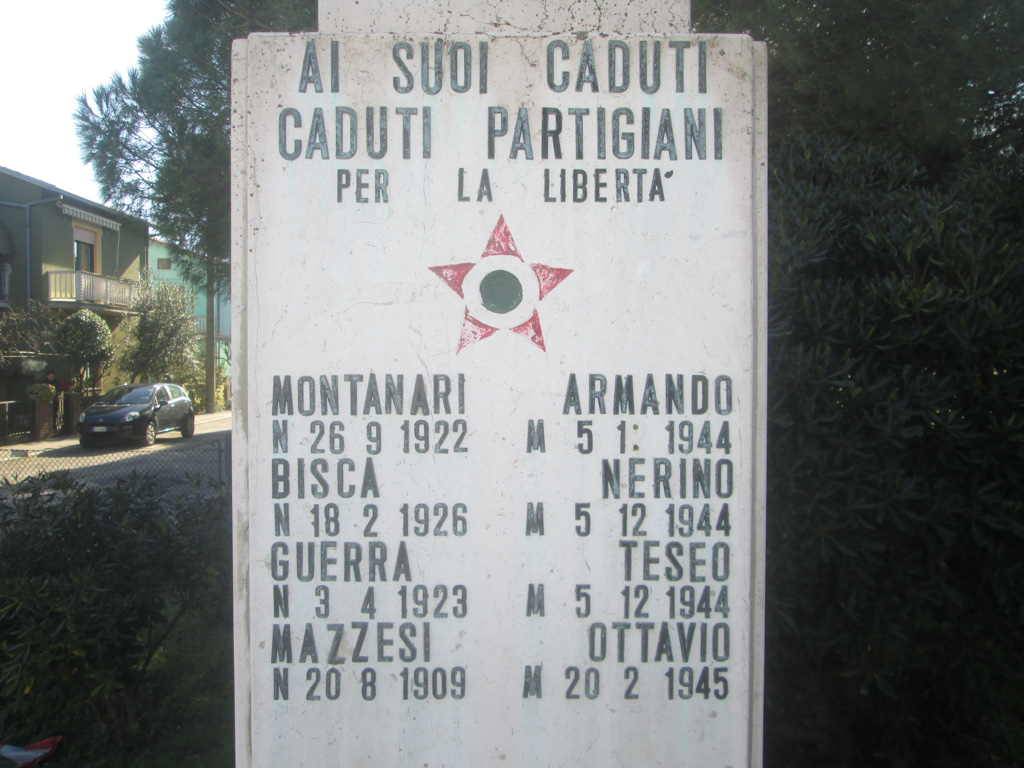 AI SUOI CADUTI
CADUTI PARTIGIANI
PER LA LIBERTA´
MONTANARI ARMANDO
N 26 9 1922 M 5 1: 1944
BISCA NERINO
N 18 2 1926 M 5 12 1944
GUERRA TESEO
N 3 4 1923 M 5 12 1944
MAZZESI OTTAVIO
N 20 8 1909 M 20 2 1945